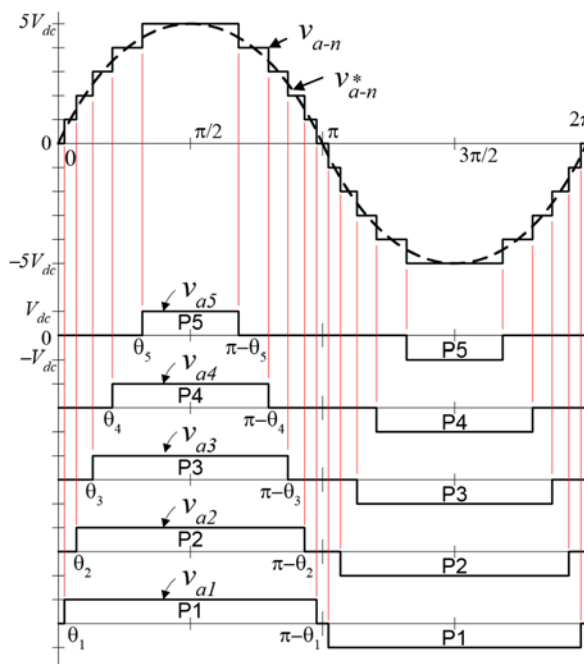 5V_dc
v_a-n
v*_a-n
0
0
π/2
π
3π/2
2π
−5V_dc
V_dc
0
−V_dc
v_a5
P5
θ_5
π−θ_5
P5
v_a4
P4
θ_4
π−θ_4
P4
v_a3
P3
θ_3
π−θ_3
P3
v_a2
P2
θ_2
π−θ_2
P2
v_a1
P1
θ_1
π−θ_1
P1